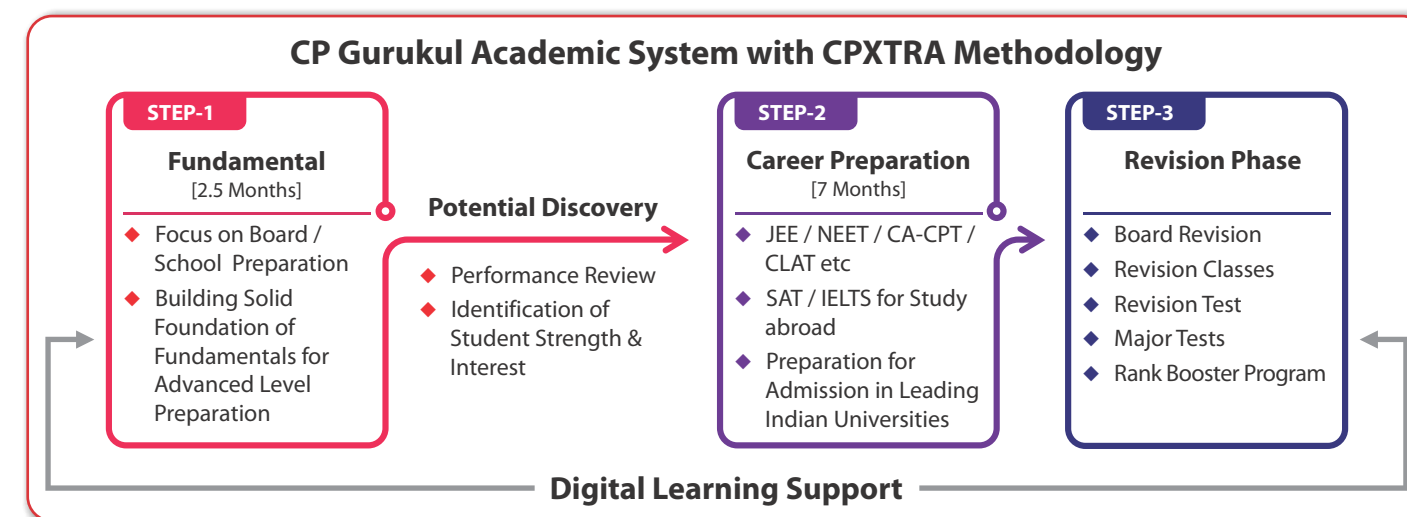 CP Gurukul Academic System with CPXTRA Methodology
STEP-1
Fundamental
[2.5 Months]
◆ Focus on Board /
School Preparation
◆ Building Solid
Foundation of
Fundamentals for
Advanced Level
Preparation
Potential Discovery
◆ Performance Review
◆ Identification of
Student Strength &
Interest
STEP-2
Career Preparation
[7 Months]
◆ JEE / NEET / CA-CPT /
CLAT etc
◆ SAT / IELTS for Study
abroad
◆ Preparation for
Admission in Leading
Indian Universities
STEP-3
Revision Phase
◆ Board Revision
◆ Revision Classes
◆ Revision Test
◆ Major Tests
◆ Rank Booster Program
Digital Learning Support